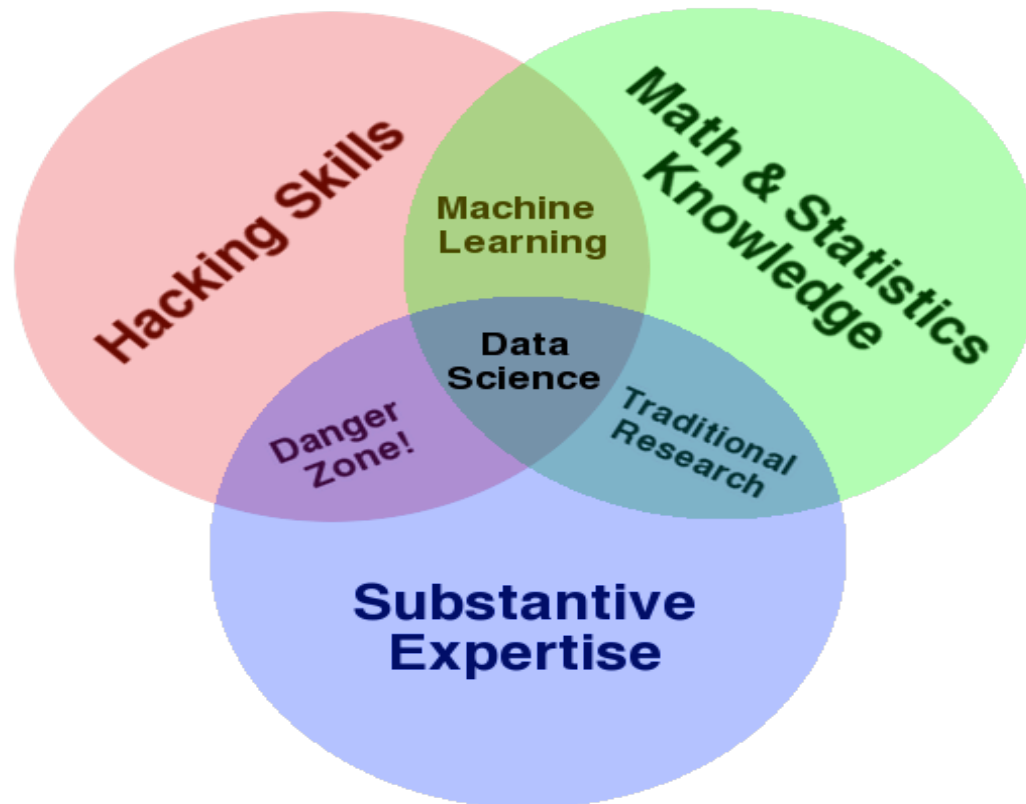 Hacking Skills
Math & Statistics
Knowledge
Machine
Learning
Data
Science
Danger
Zone!
Traditional
Research
Substantive
Expertise